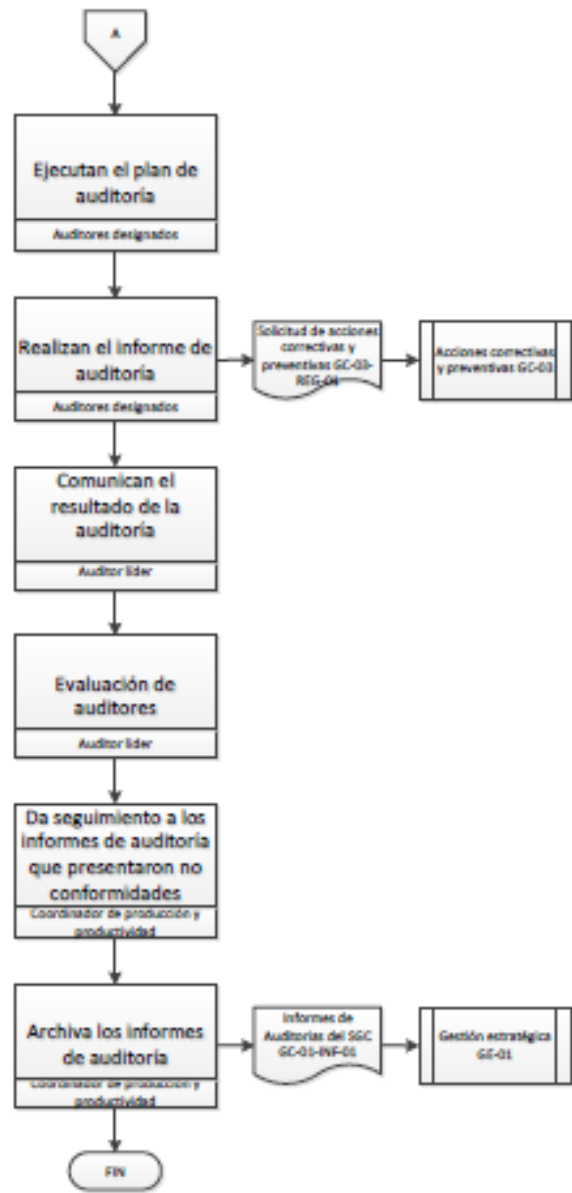 A
Ejecutan el plan de
auditoría
Auditores designados
Realizan el informe de
auditoría
Auditores designados
Solicitud de acciones
correctivas y
preventivas GC-03-
REG-01
Acciones correctivas
y preventivas GC-03
Comunican el
resultado de la
auditoría
Auditor líder
Evaluación de
auditores
Auditor líder
Da seguimiento a los
informes de auditoría
que presentaron no
conformidades
Coordinador de producción y
productividad
Archiva los informes
de auditoría
Coordinador de producción y
productividad
Informes de
Auditorias del SGC
GC-01-INF-01
Gestión estratégica
GE-01
FIN